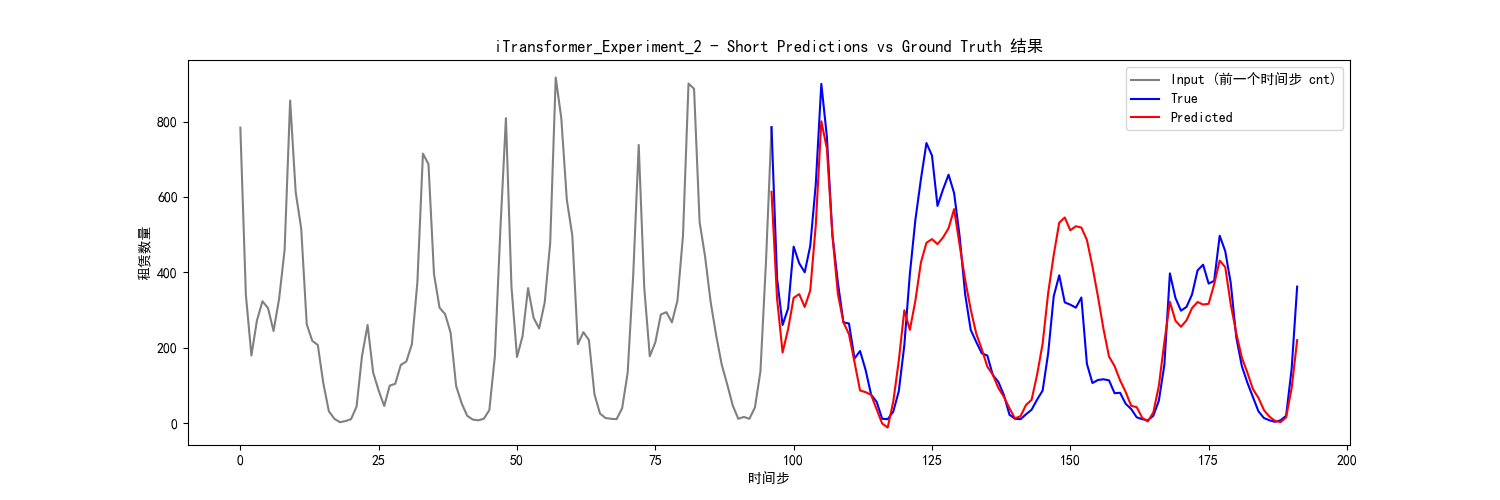 iTransformer_Experiment_2 - Short Predictions vs Ground Truth 结果
Input (前一个时间步 cnt)
True
Predicted
租赁数量
800
600
400
200
0
0 25 50 75 100 125 150 175 200
时间步